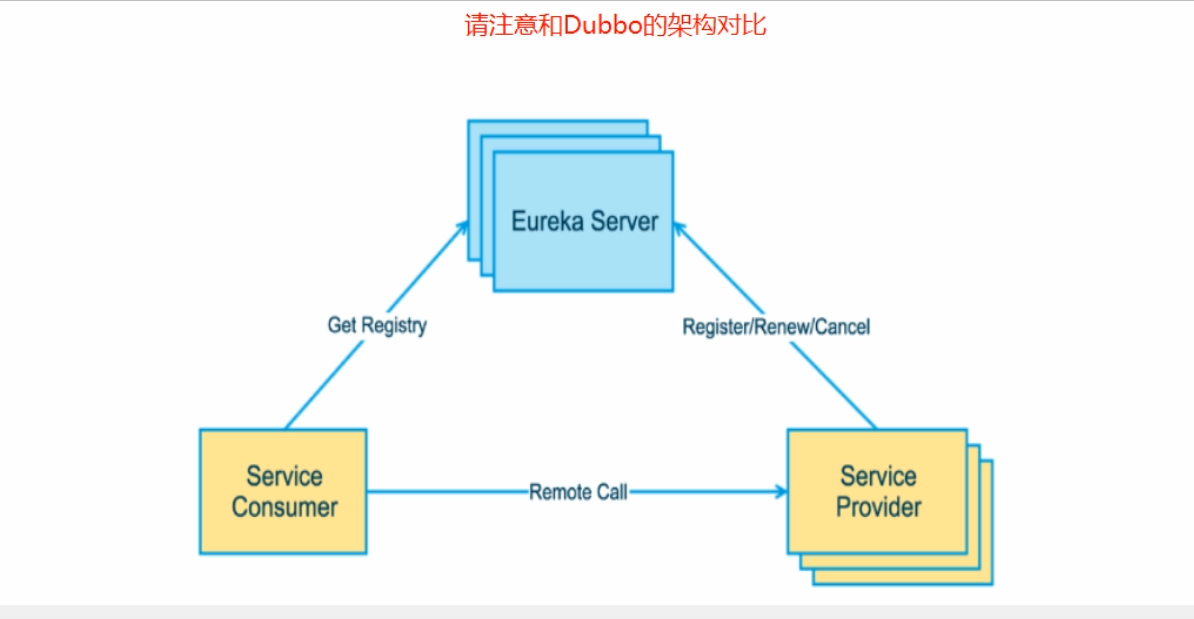 请注意和Dubbo的架构对比
Eureka Server
Get Registry
Register/Renew/Cancel
Service
Consumer
Remote Call
Service
Provider